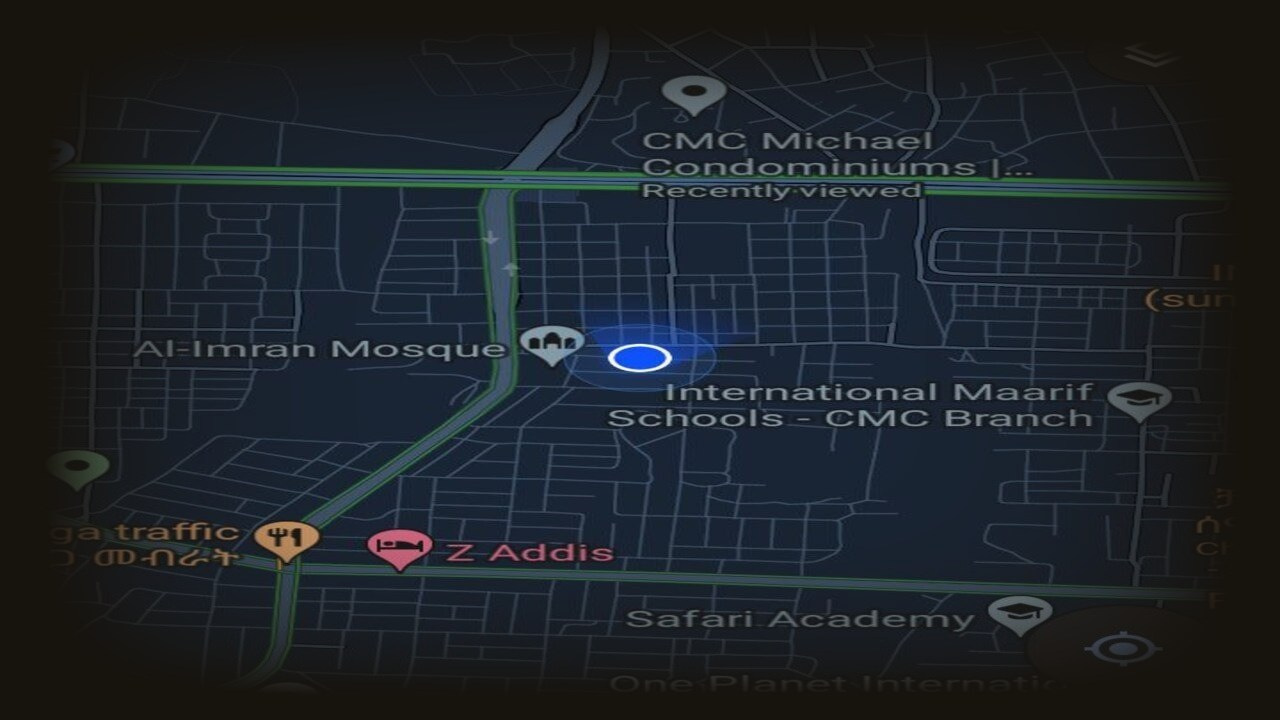 CMC Michael
Condominiums |...
Recently viewed
(sun
Al-Imran Mosque
International Maarif
Schools - CMC Branch
ga traffic
መብራት
Z Addis
Safari Academy
One Planet Internatic